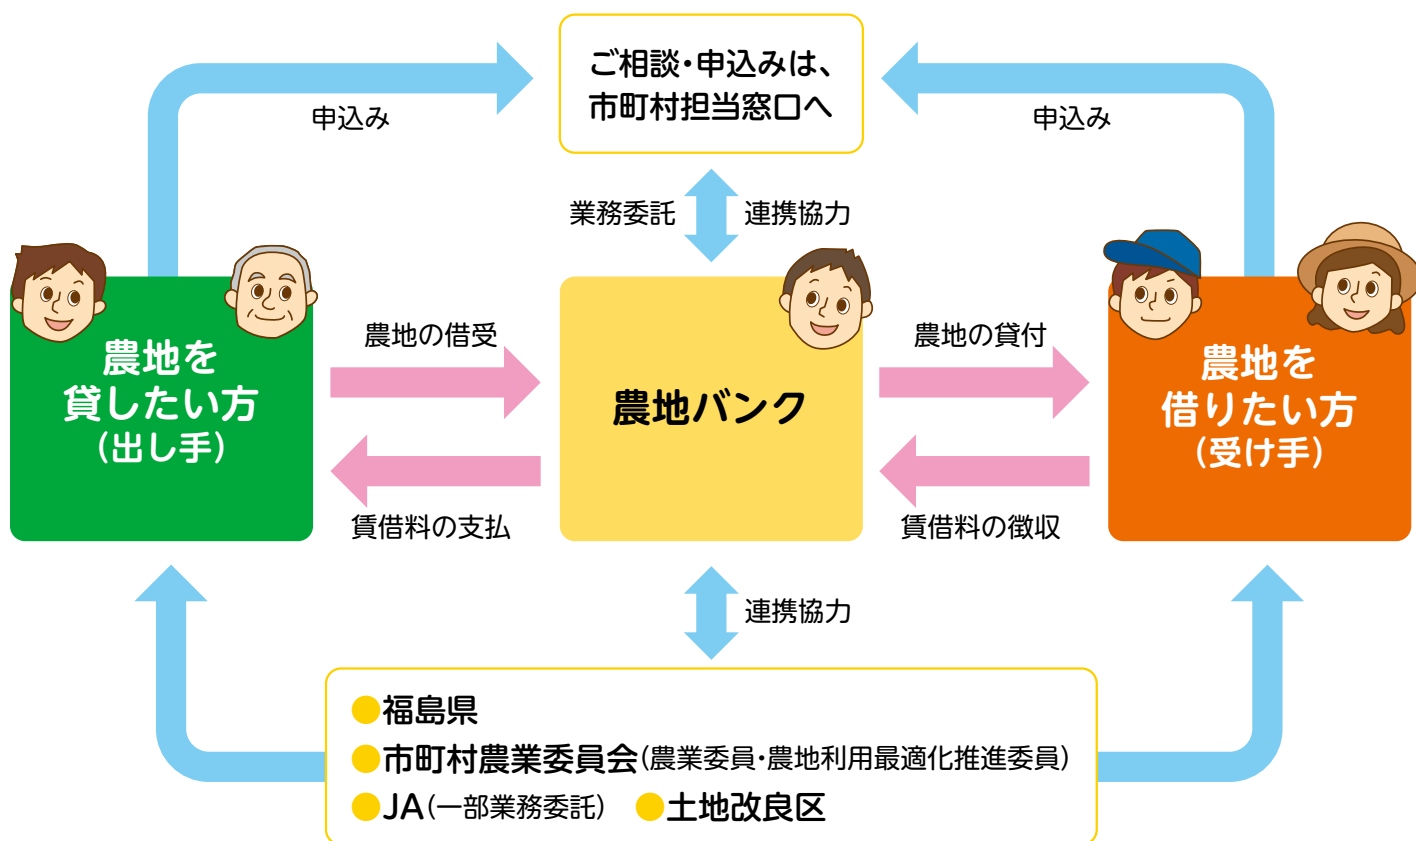 ご相談・申込みは、
市町村担当窓口へ
申込み
申込み
業務委託
連携協力
農地を
貸したい方
（出し手）
農地の借受
賃借料の支払
農地バンク
農地の貸付
賃借料の徴収
農地を
借りたい方
（受け手）
連携協力
●福島県
●市町村農業委員会（農業委員・農地利用最適化推進委員）
●JA（一部業務委託） ●土地改良区